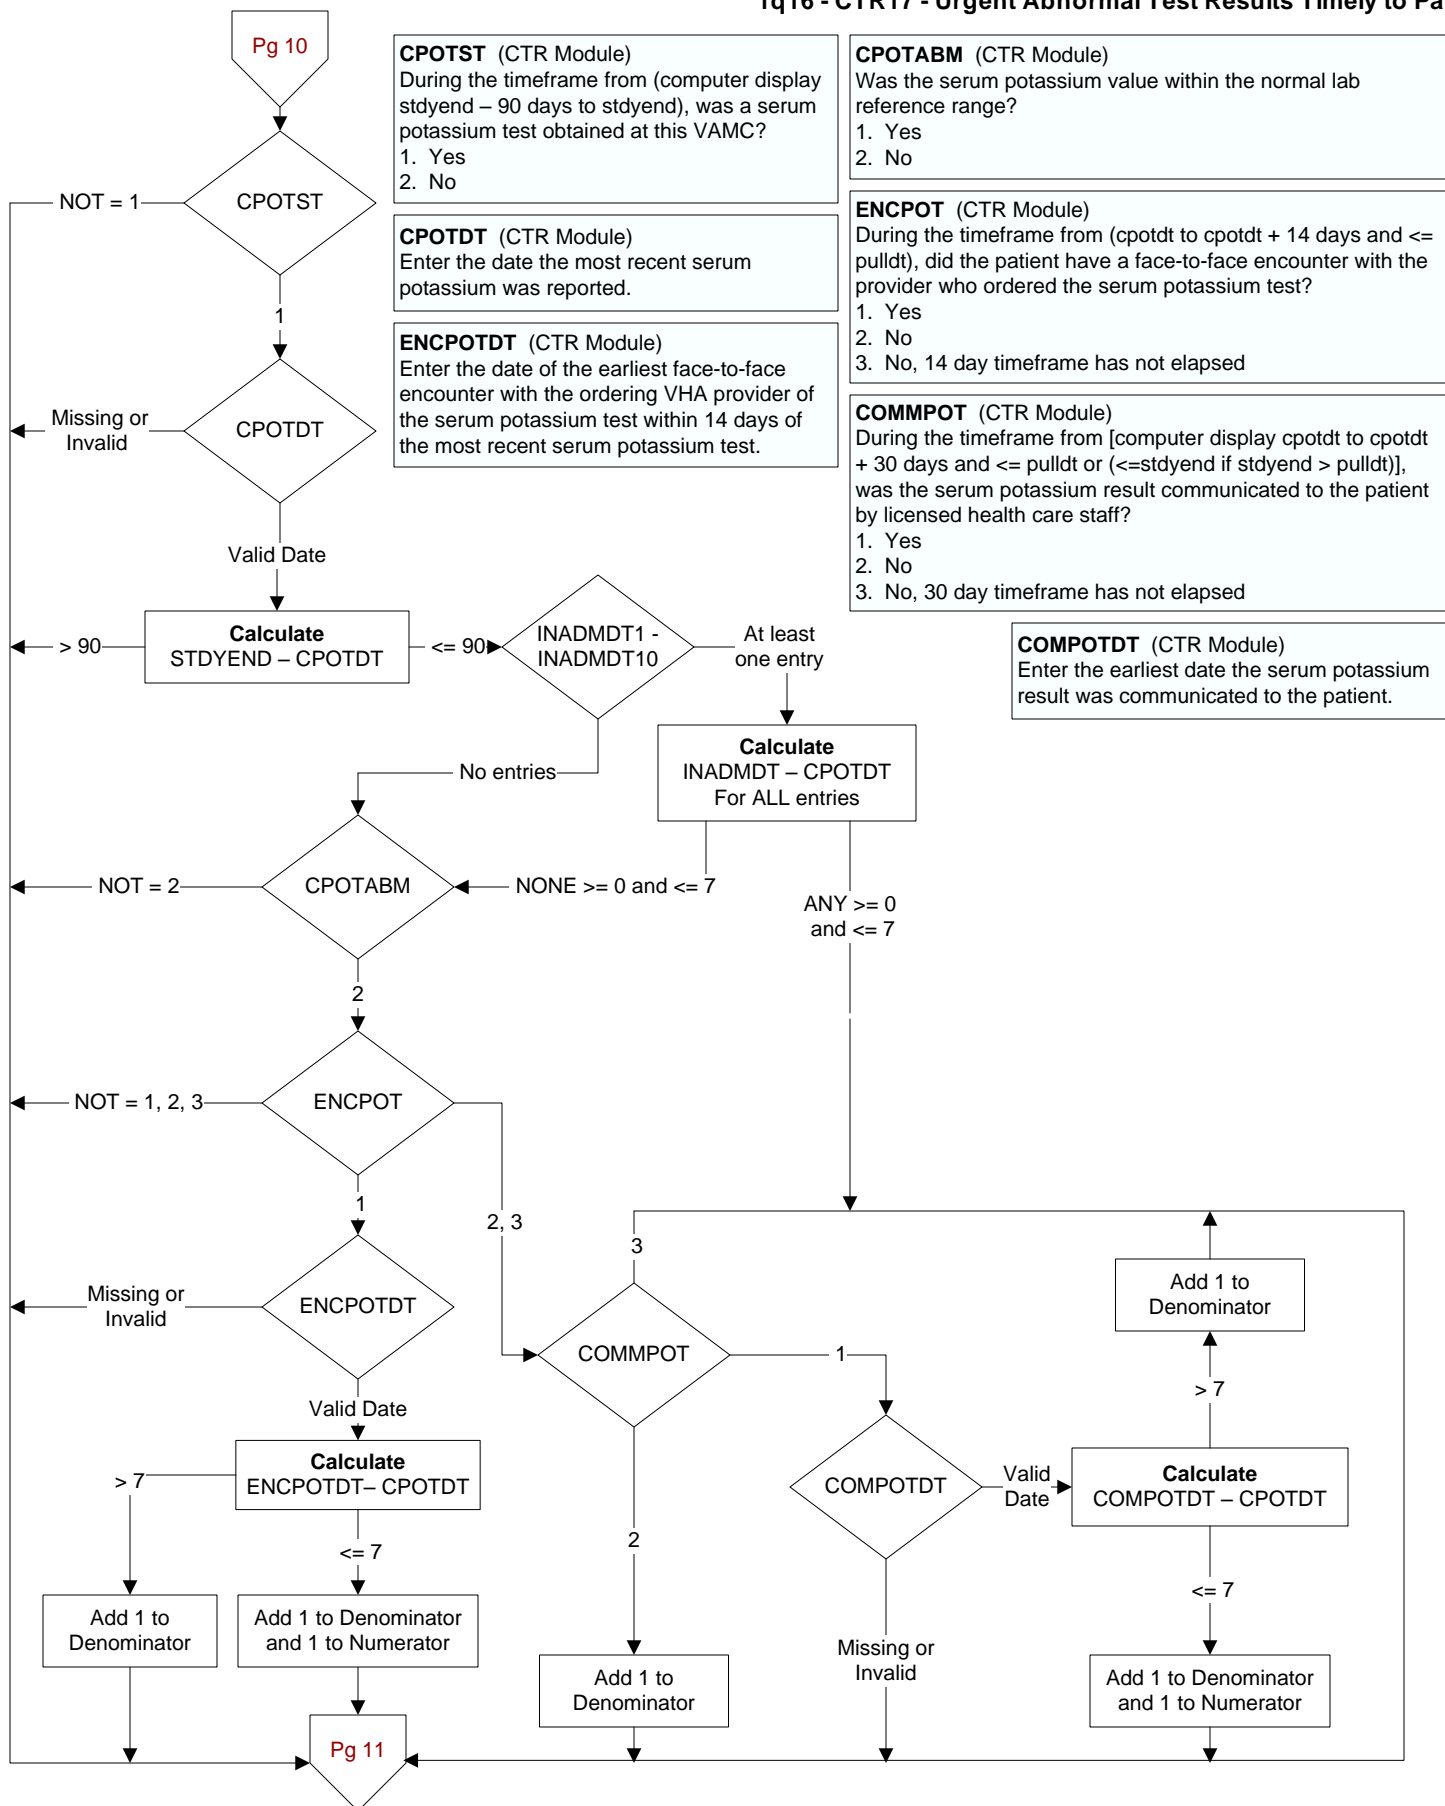 1q16 - CTR17 - Urgent Abnormal Test Results Timely to Pa
Pg 10
CPOTST (CTR Module)
During the timeframe from (computer display
stdyend – 90 days to stdyend), was a serum
potassium test obtained at this VAMC?
1. Yes
2. No
CPOTDT (CTR Module)
Enter the date the most recent serum
potassium was reported.
ENCPOTDT (CTR Module)
Enter the date of the earliest face-to-face
encounter with the ordering VHA provider of
the serum potassium test within 14 days of
the most recent serum potassium test.
CPOTABM (CTR Module)
Was the serum potassium value within the normal lab
reference range?
1. Yes
2. No
ENCPOT (CTR Module)
During the timeframe from (cpotdt to cpotdt + 14 days and <=
pulldt), did the patient have a face-to-face encounter with the
provider who ordered the serum potassium test?
1. Yes
2. No
3. No, 14 day timeframe has not elapsed
COMMPOT (CTR Module)
During the timeframe from [computer display cpotdt to cpotdt
+ 30 days and <= pulldt or (<=stdyend if stdyend > pulldt)],
was the serum potassium result communicated to the patient
by licensed health care staff?
1. Yes
2. No
3. No, 30 day timeframe has not elapsed
COMPOTDT (CTR Module)
Enter the earliest date the serum potassium
result was communicated to the patient.
NOT = 1
CPOTST
1
Missing or
Invalid
CPOTDT
Valid Date
> 90
Calculate
STDYEND – CPOTDT
<= 90
INADMDT1 -
INADMDT10
At least
one entry
No entries
Calculate
INADMDT – CPOTDT
For ALL entries
NOT = 2
CPOTABM
NONE >= 0 and <= 7
ANY >= 0
and <= 7
2
NOT = 1, 2, 3
ENCPOT
1
2, 3
Missing or
Invalid
ENCPOTDT
Valid Date
3
COMMPOT
1
Add 1 to
Denominator
> 7
> 7
Calculate
ENCPOTDT– CPOTDT
<= 7
2
COMPOTDT
Valid
Date
Calculate
COMPOTDT – CPOTDT
<= 7
Missing or
Invalid
Add 1 to
Denominator
Add 1 to Denominator
and 1 to Numerator
Add 1 to
Denominator
Add 1 to Denominator
and 1 to Numerator
Pg 11